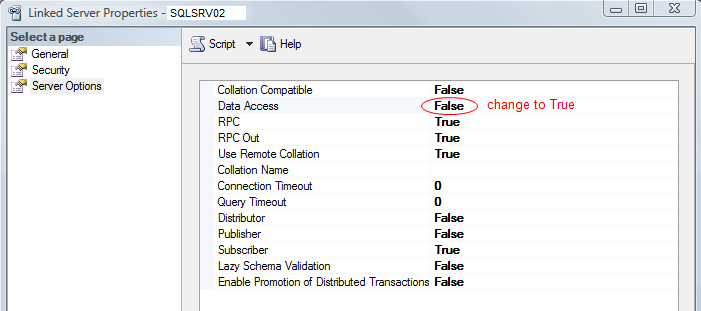 Linked Server Properties - SQLSRV02
Select a page
General
Security
Server Options
Script Help
Collation Compatible False
Data Access False change to True
RPC True
RPC Out True
Use Remote Collation True
Collation Name
Connection Timeout 0
Query Timeout 0
Distributor False
Publisher False
Subscriber True
Lazy Schema Validation False
Enable Promotion of Distributed Transactions False